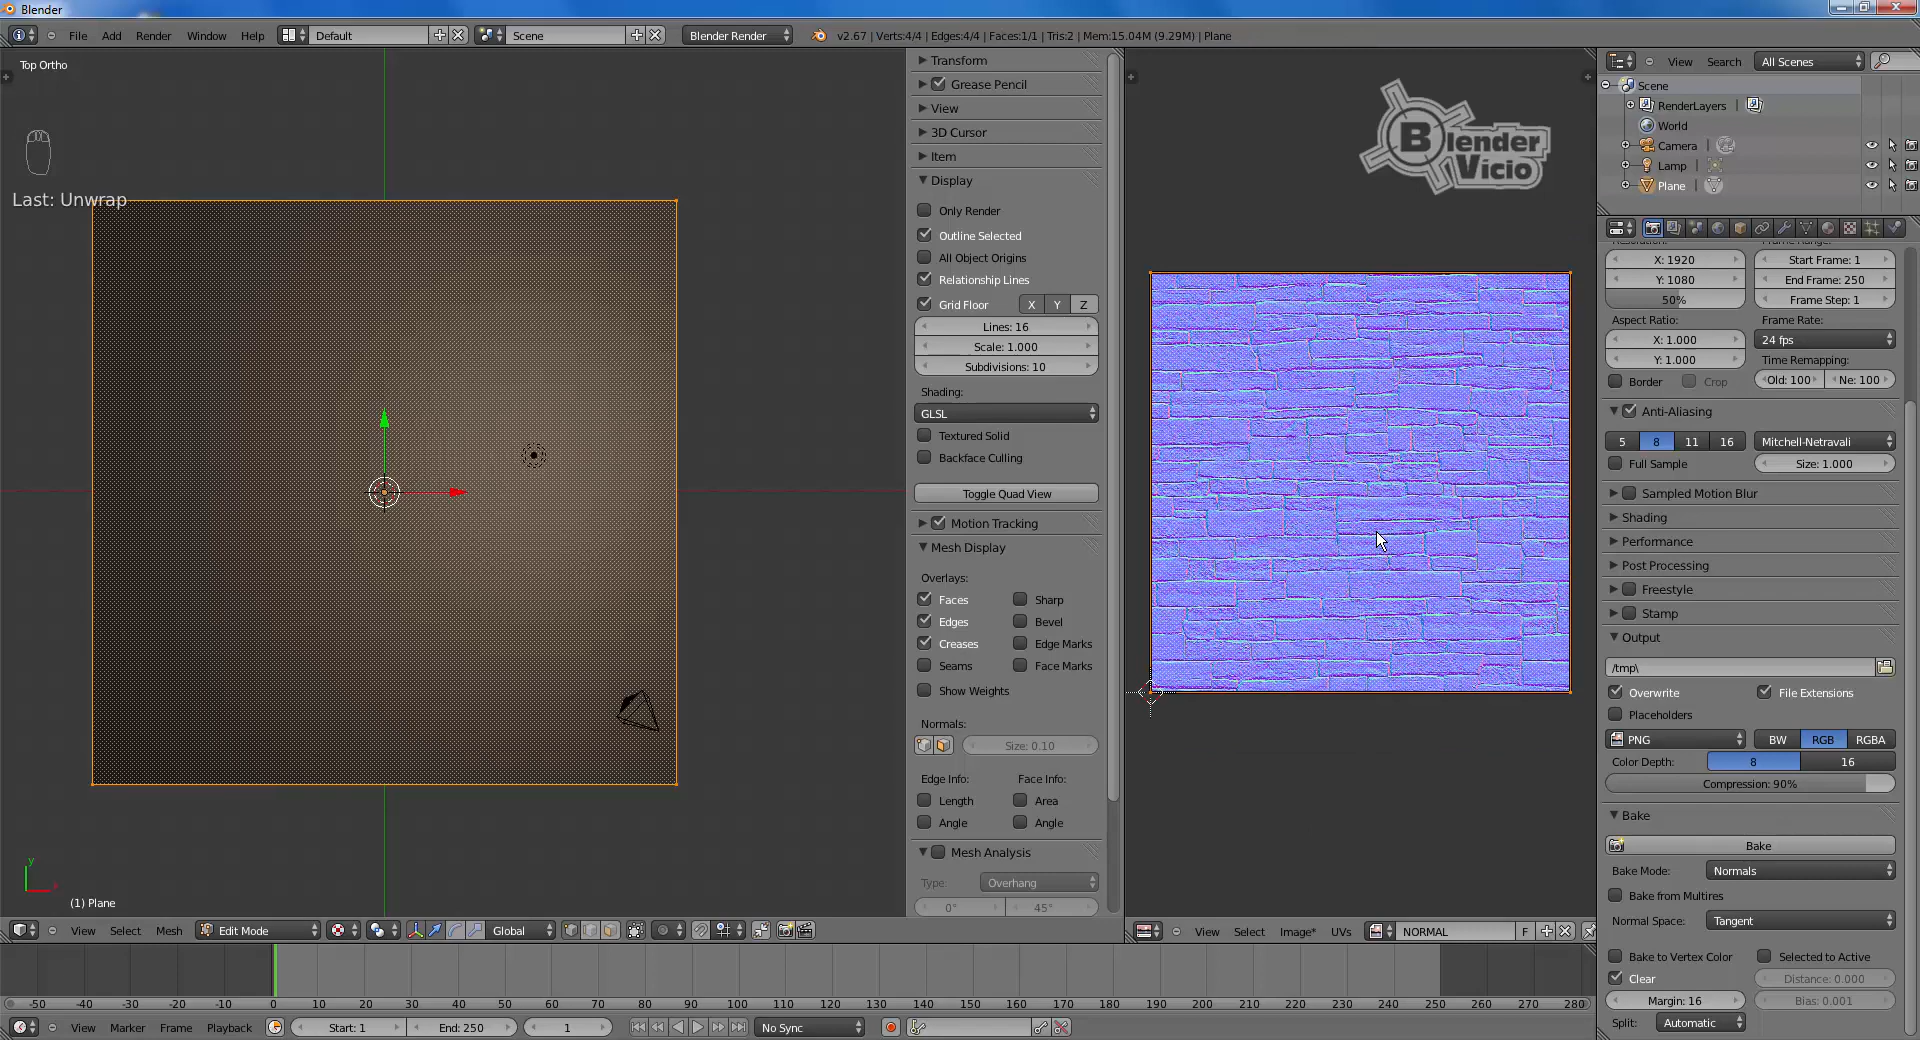 Blender
File Add Render Window Help Default Scene Blender Render v2.67 | Verts:4/4 | Edges:4/4 | Faces:1/1 | Tris:2 | Mem:15.04M (9.29M) | Plane
Top Ortho
Last: Unwrap
(1) Plane
View Select Mesh Edit Mode Global
Transform
Grease Pencil
View
3D Cursor
Item
Display
Only Render
Outline Selected
All Object Origins
Relationship Lines
Grid Floor X Y Z
Lines: 16
Scale: 1.000
Subdivisions: 10
Shading:
GLSL
Textured Solid
Backface Culling
Toggle Quad View
Motion Tracking
Mesh Display
Overlays:
Faces Sharp
Edges Bevel
Creases Edge Marks
Seams Face Marks
Show Weights
Normals:
Size: 0.10
Edge Info: Face Info:
Length Area
Angle Angle
Mesh Analysis
Type: Overhang
0° 45°
Blender
Vicio
View Select Image* UVs NORMAL F
View Search All Scenes
Scene
RenderLayers |
World
Camera |
Lamp |
Plane |
Resolution: Frame Range:
X: 1920 Start Frame: 1
Y: 1080 End Frame: 250
50% Frame Step: 1
Aspect Ratio: Frame Rate:
X: 1.000 24 fps
Y: 1.000 Time Remapping:
Border Crop Old: 100 Ne: 100
Anti-Aliasing
5 8 11 16 Mitchell-Netravali
Full Sample Size: 1.000
Sampled Motion Blur
Shading
Performance
Post Processing
Freestyle
Stamp
Output
/tmp\
Overwrite File Extensions
Placeholders
PNG BW RGB RGBA
Color Depth: 8 16
Compression: 90%
Bake
Bake
Bake Mode: Normals
Bake from Multires
Normal Space: Tangent
Bake to Vertex Color Selected to Active
Clear Distance: 0.000
Margin: 16 Bias: 0.001
Split: Automatic
-50 -40 -30 -20 -10 0 10 20 30 40 50 60 70 80 90 100 110 120 130 140 150 160 170 180 190 200 210 220 230 240 250 260 270 280
View Marker Frame Playback Start: 1 End: 250 1 No Sync
y